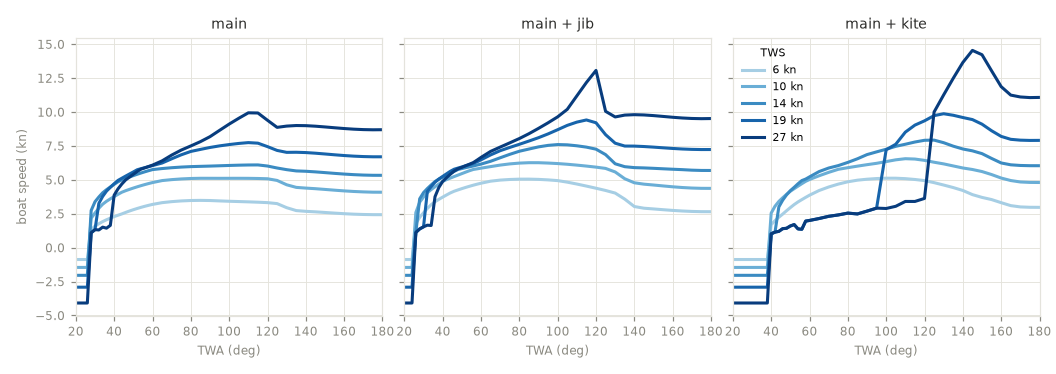 main
main + jib
main + kite
boat speed (kn)
15.0
12.5
10.0
7.5
5.0
2.5
0.0
−2.5
−5.0
TWS
6 kn
10 kn
14 kn
19 kn
27 kn
20 40 60 80 100 120 140 160 180
20 40 60 80 100 120 140 160 180
20 40 60 80 100 120 140 160 180
TWA (deg)
TWA (deg)
TWA (deg)